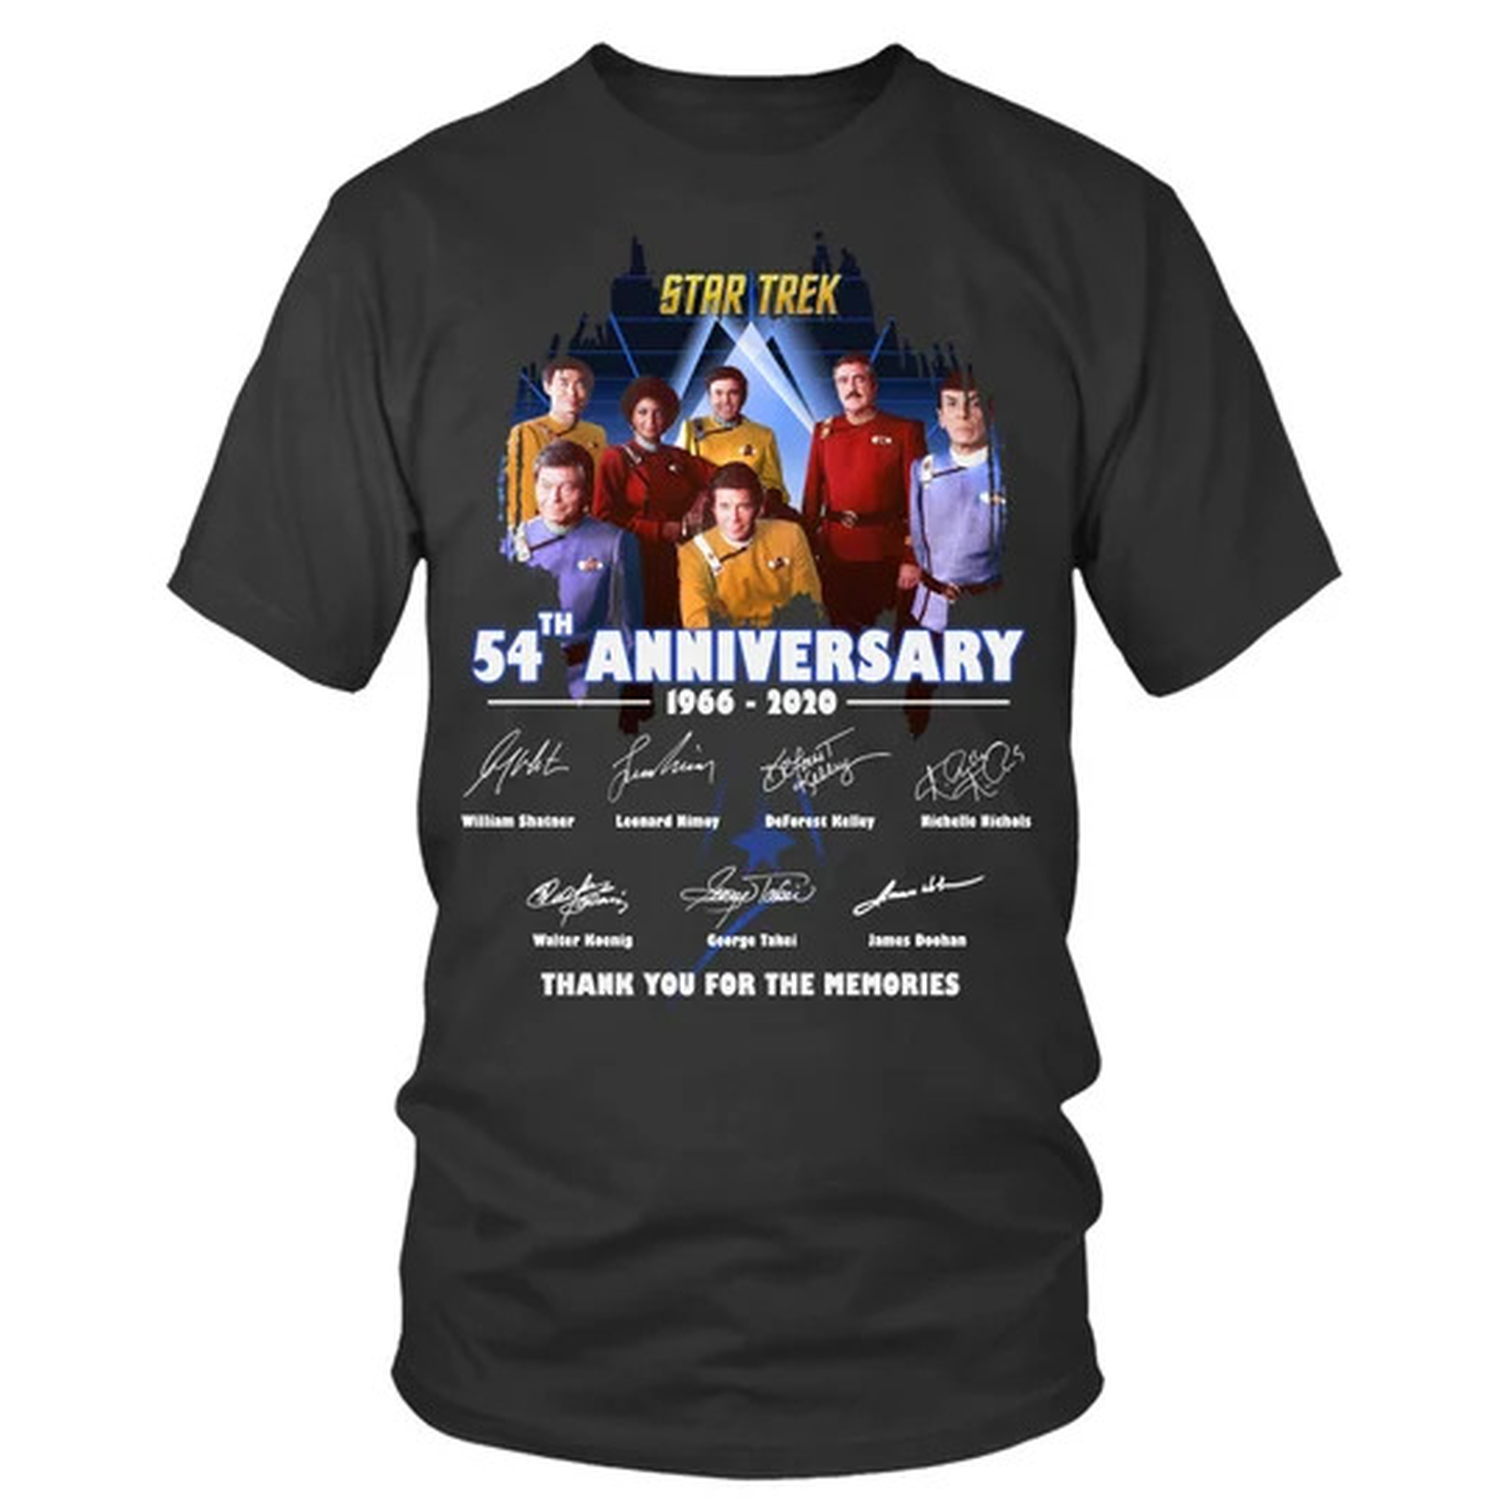 STAR TREK
54TH ANNIVERSARY
1966 - 2020
William Shatner Leonard Nimoy DeForest Kelley Nichelle Nichols
Walter Koenig George Takei James Doohan
THANK YOU FOR THE MEMORIES